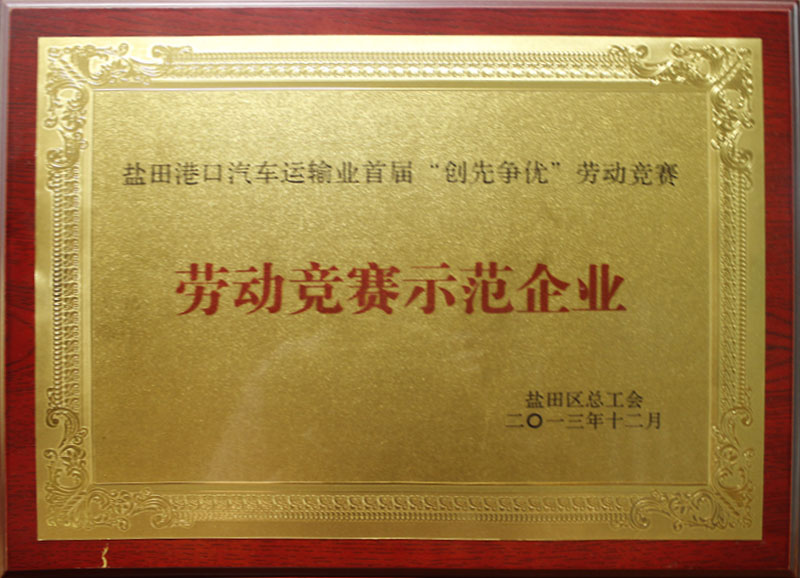 盐田港口汽车运输业首届“创先争优”劳动竞赛
劳动竞赛示范企业
盐田区总工会
二〇一三年十二月